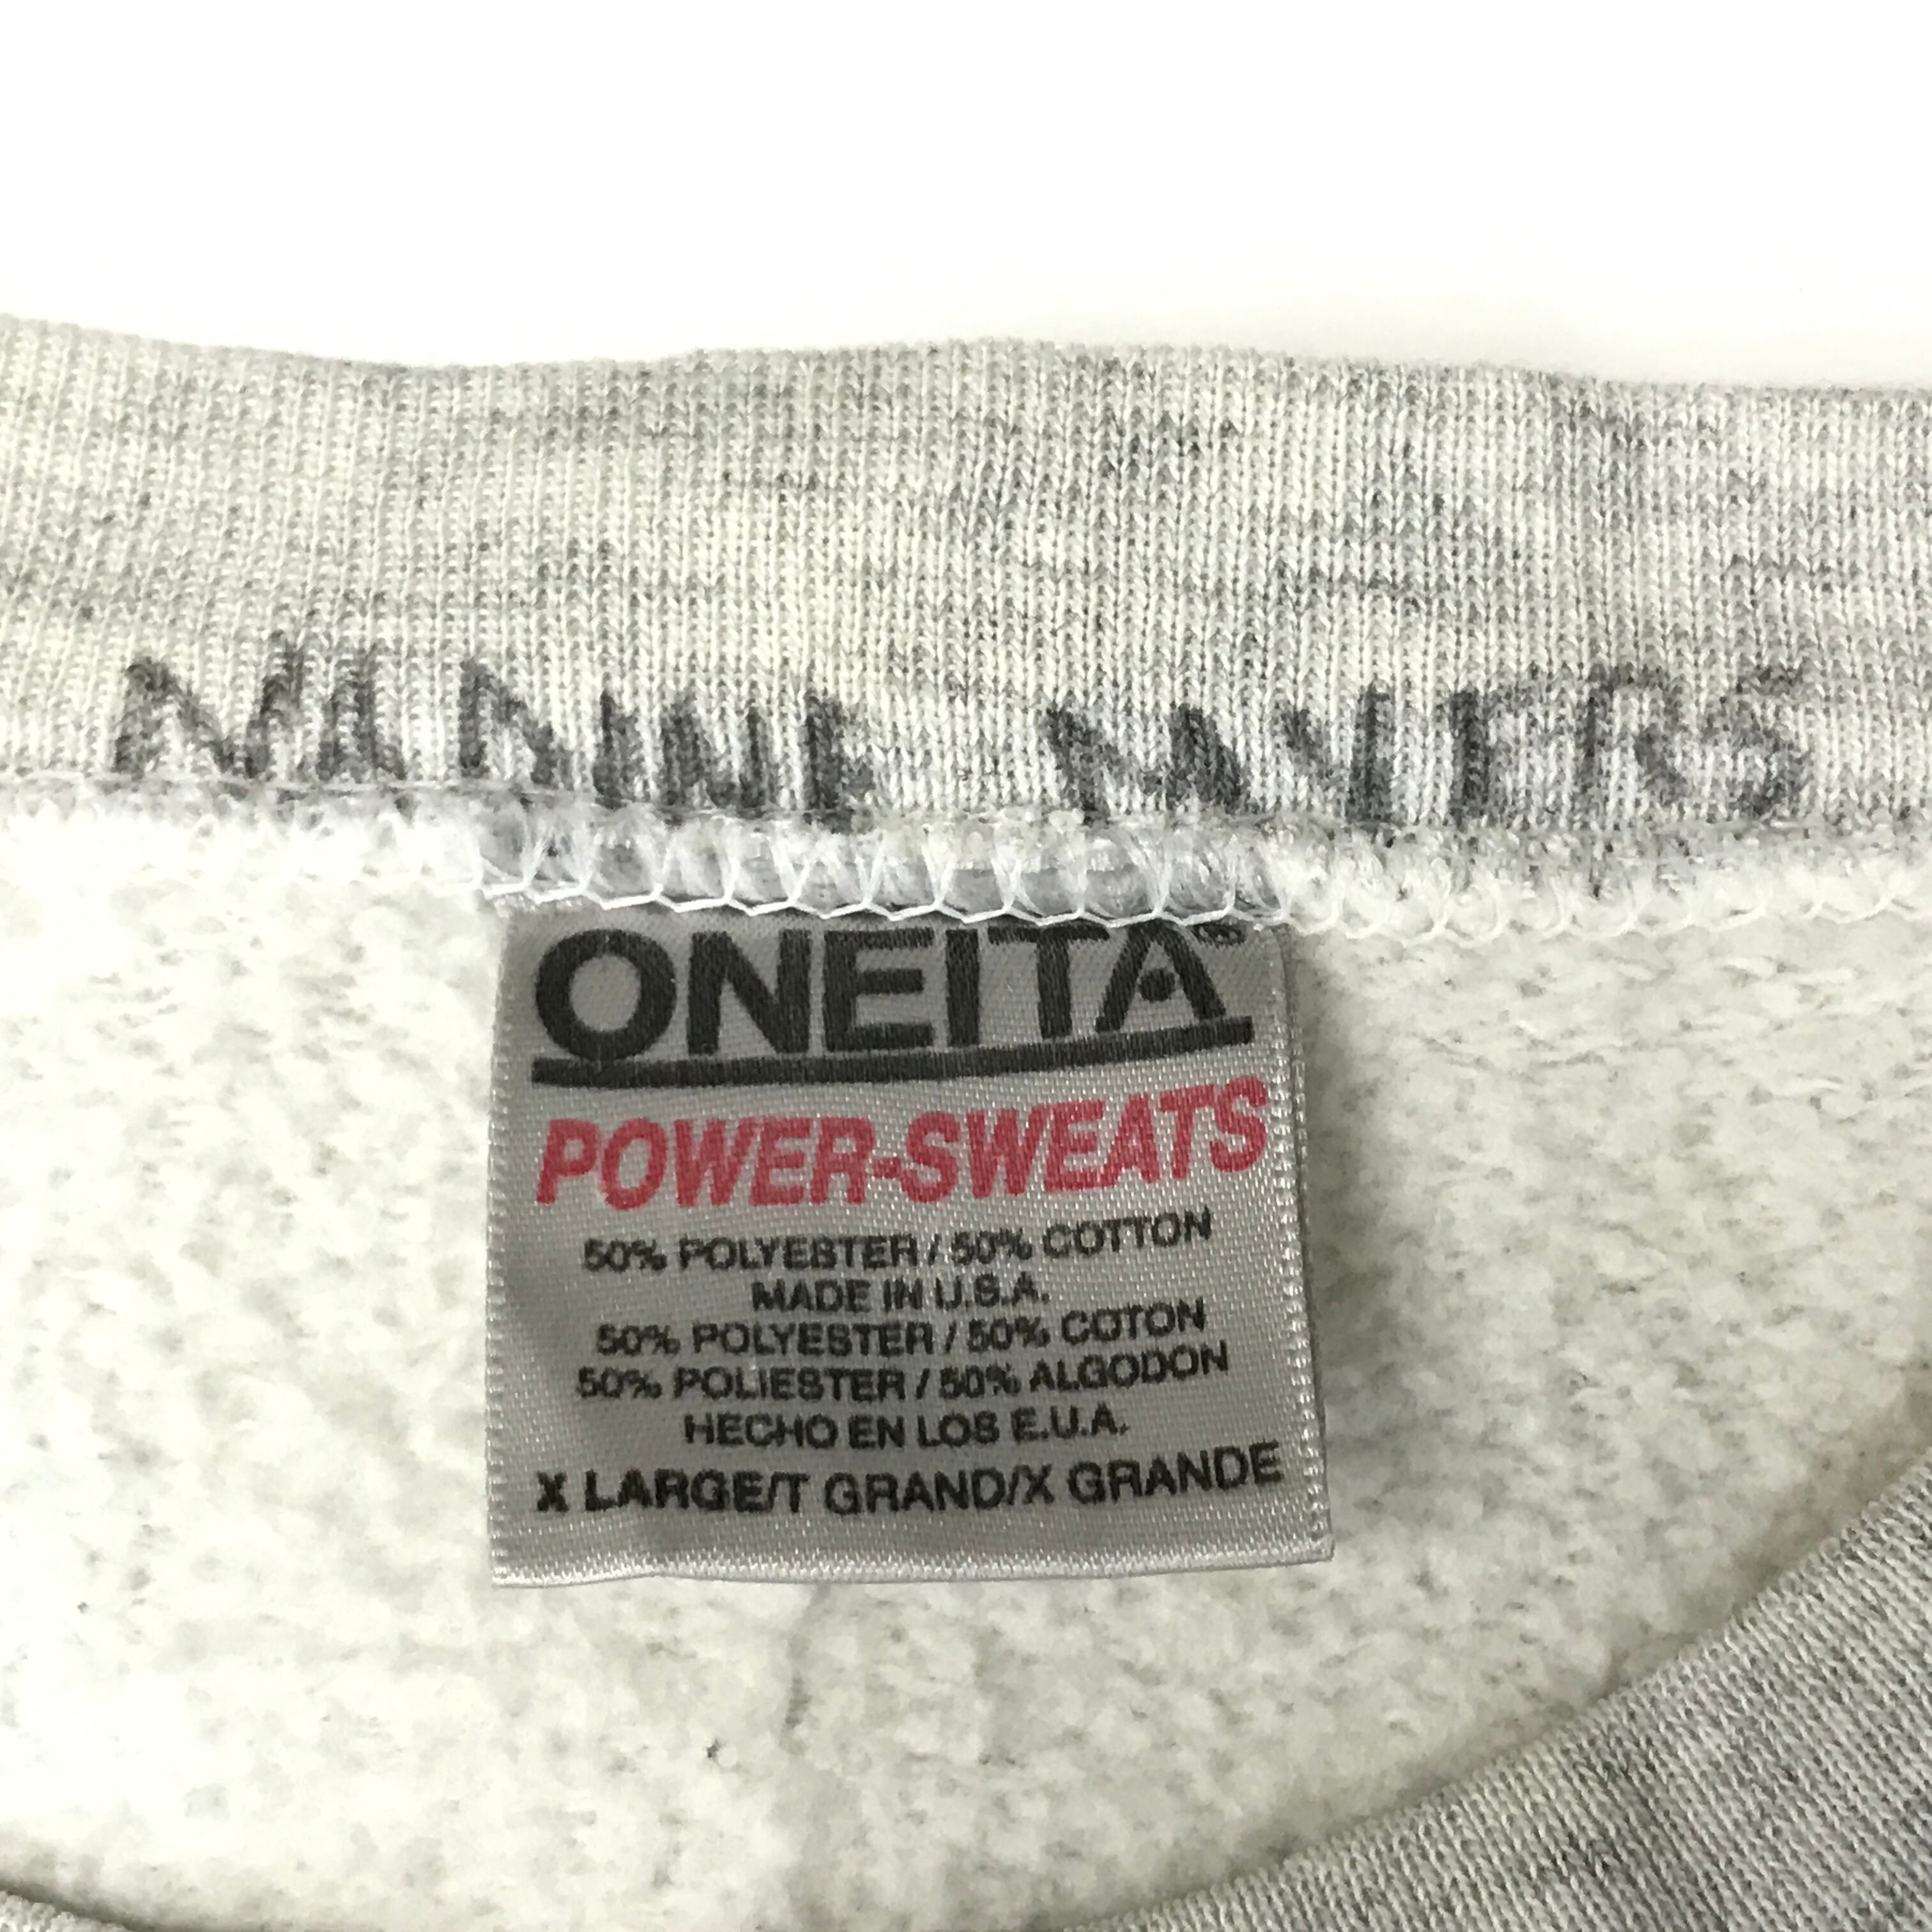 ONEITA®
POWER-SWEATS
50% POLYESTER / 50% COTTON
MADE IN U.S.A.
50% POLYESTER / 50% COTON
50% POLIESTER / 50% ALGODON
HECHO EN LOS E.U.A.
X LARGE/T GRAND/X GRANDE